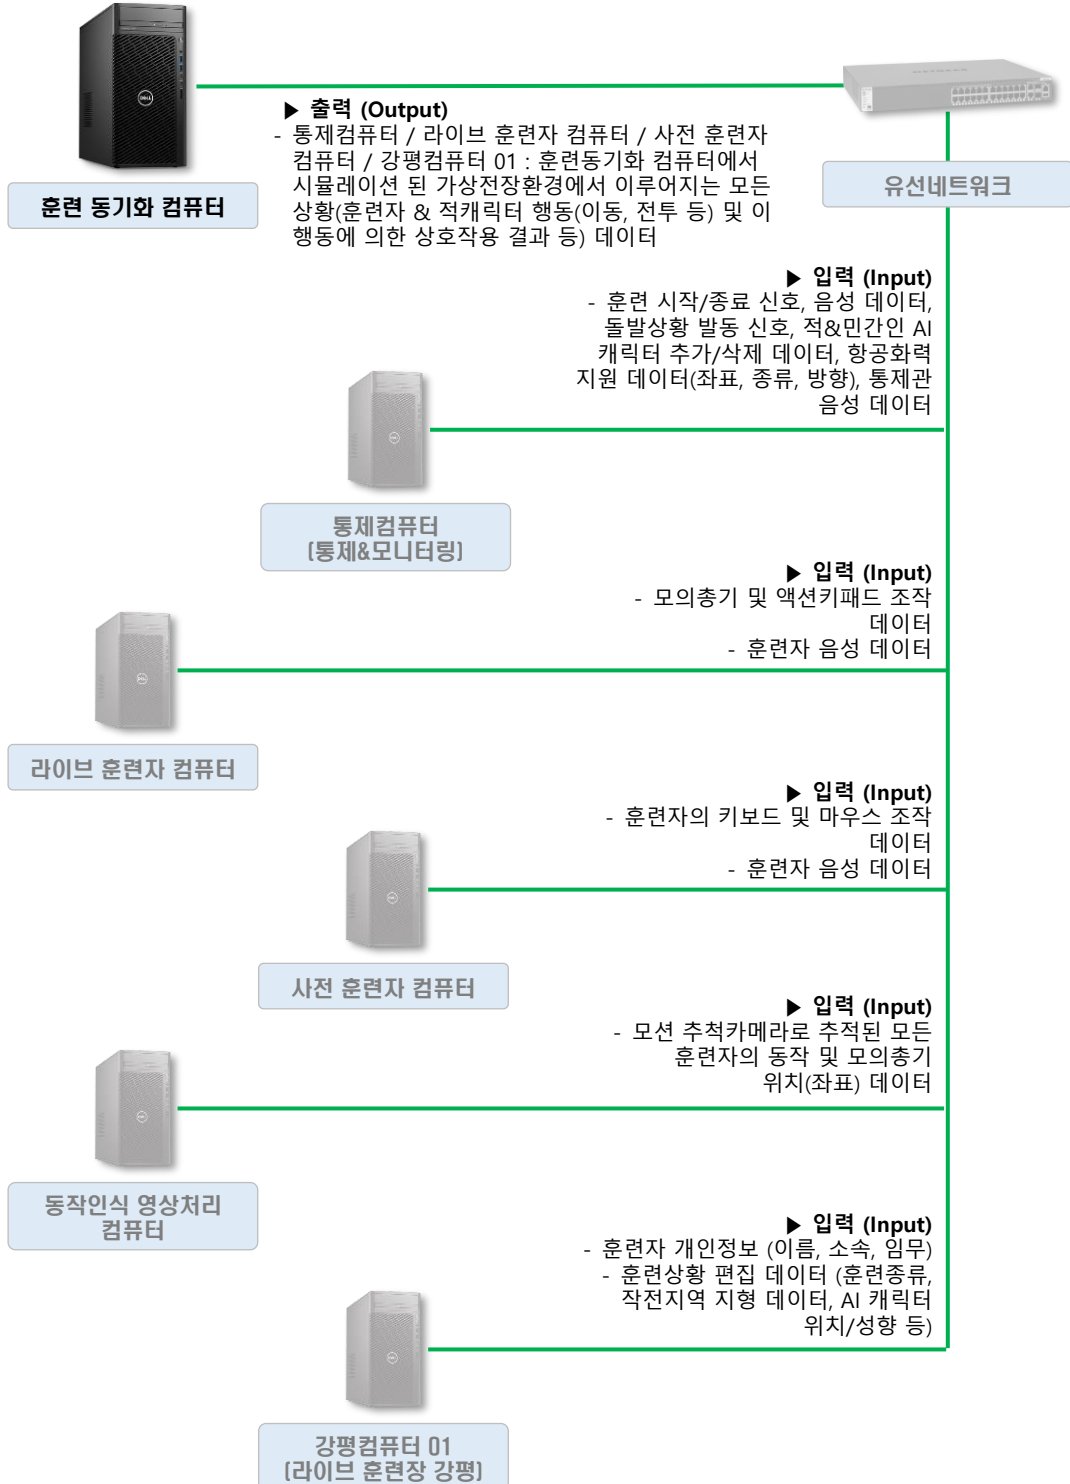 ▶ 출력 (Output)
- 통제컴퓨터 / 라이브 훈련자 컴퓨터 / 사전 훈련자
컴퓨터 / 강평컴퓨터 01 : 훈련동기화 컴퓨터에서
시뮬레이션 된 가상전장환경에서 이루어지는 모든
상황(훈련자 & 적캐릭터 행동(이동, 전투 등) 및 이
행동에 의한 상호작용 결과 등) 데이터
훈련 동기화 컴퓨터
유선네트워크
▶ 입력 (Input)
- 훈련 시작/종료 신호, 음성 데이터,
돌발상황 발동 신호, 적&민간인 AI
캐릭터 추가/삭제 데이터, 항공화력
지원 데이터(좌표, 종류, 방향), 통제관
음성 데이터
통제컴퓨터
(통제&모니터링)
▶ 입력 (Input)
- 모의총기 및 액션키패드 조작
데이터
- 훈련자 음성 데이터
라이브 훈련자 컴퓨터
▶ 입력 (Input)
- 훈련자의 키보드 및 마우스 조작
데이터
- 훈련자 음성 데이터
사전 훈련자 컴퓨터
▶ 입력 (Input)
- 모션 추척카메라로 추적된 모든
훈련자의 동작 및 모의총기
위치(좌표) 데이터
동작인식 영상처리
컴퓨터
▶ 입력 (Input)
- 훈련자 개인정보 (이름, 소속, 임무)
- 훈련상황 편집 데이터 (훈련종류,
작전지역 지형 데이터, AI 캐릭터
위치/성향 등)
강평컴퓨터 01
(라이브 훈련장 강평)